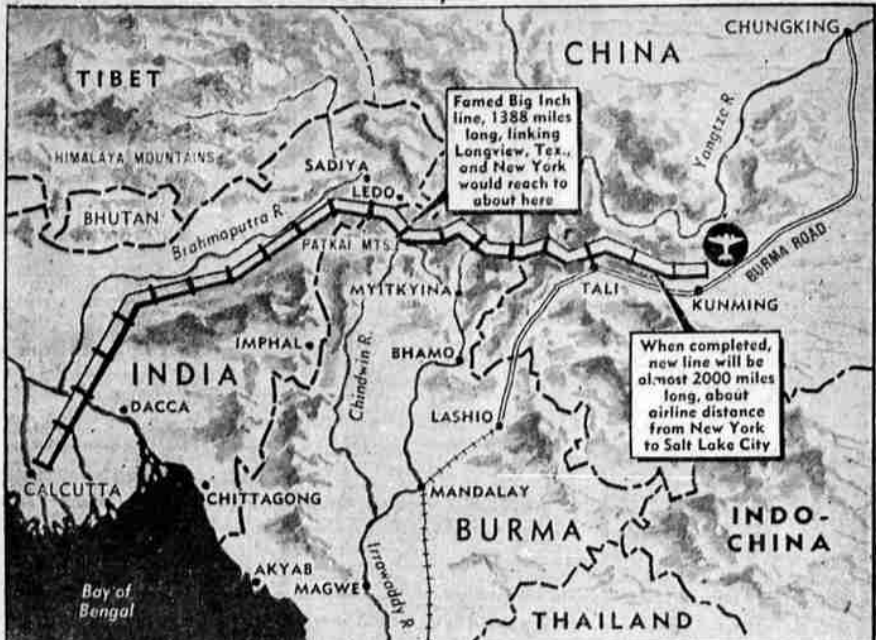 CHUNGKING
CHINA
TIBET
Famed Big Inch
line, 1388 miles
long, linking
Longview, Tex.,
and New York
would reach to
about here
Yangtze R.
HIMALAYA MOUNTAINS
SADIYA
LEDO
BHUTAN
Brahmaputra R.
PATKAI MTS.
BURMA ROAD
MYITKYINA
TALI
KUNMING
IMPHAL
Chindwin R.
BHAMO
When completed,
new line will be
almost 2000 miles
long, about
airline distance
from New York
to Salt Lake City
INDIA
DACCA
LASHIO
CALCUTTA
CHITTAGONG
MANDALAY
BURMA
INDO-
CHINA
Irrawaddy R.
AKYAB
MAGWE
Bay of
Bengal
THAILAND